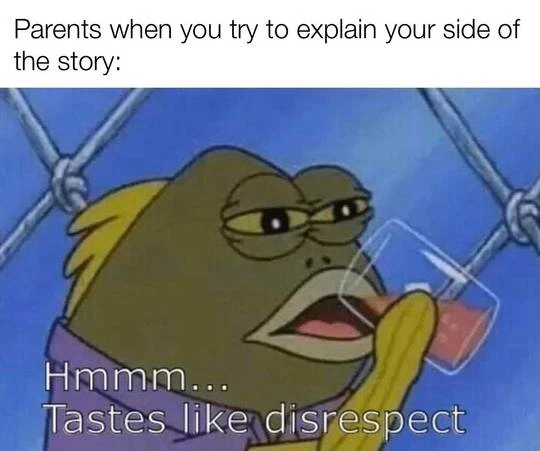 Parents when you try to explain your side of
the story:
Hmmm...
Tastes like disrespect